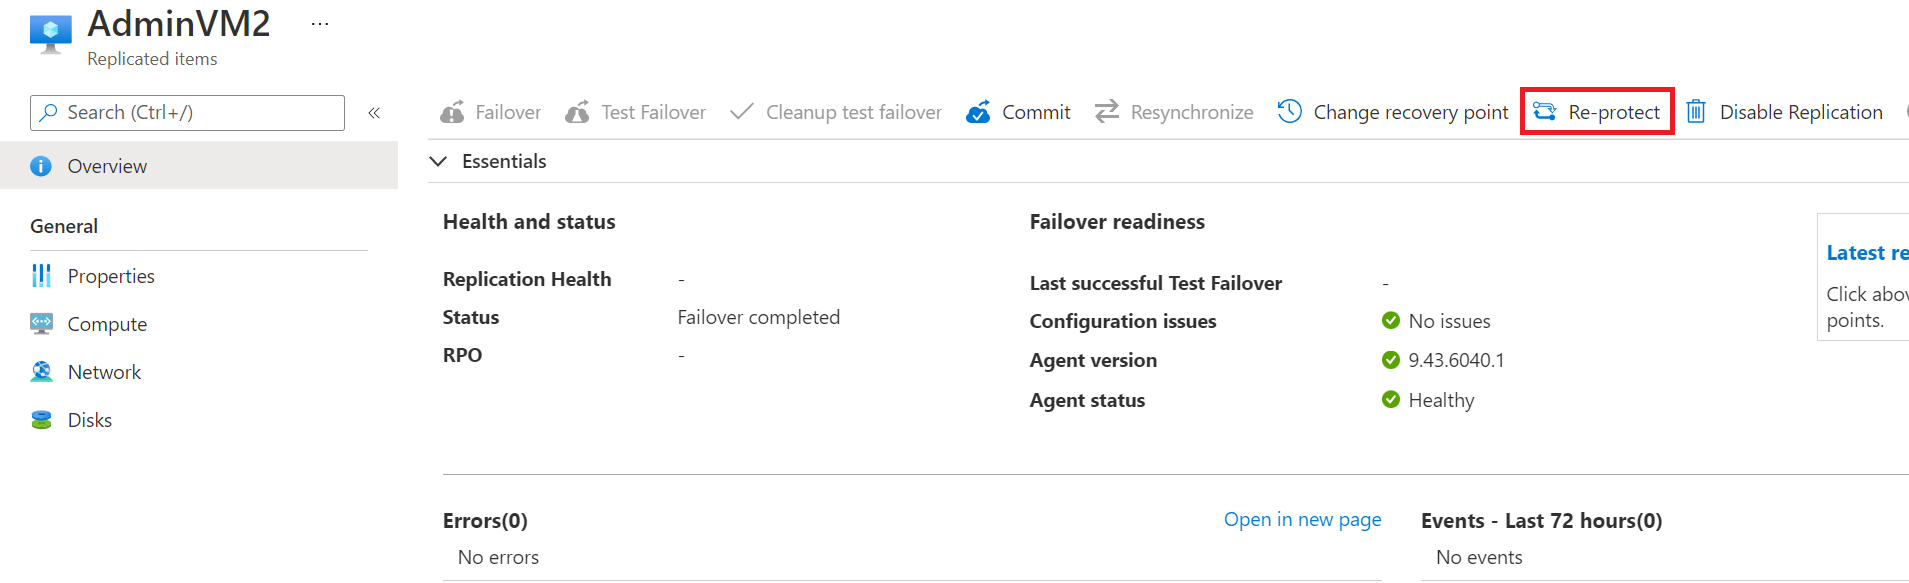 AdminVM2 ...
Replicated items
Search (Ctrl+/)
«
Failover
Test Failover
Cleanup test failover
Commit
Resynchronize
Change recovery point
Re-protect
Disable Replication
Overview
General
Properties
Compute
Network
Disks
Essentials
Health and status
Replication Health -
Status Failover completed
RPO -
Failover readiness
Last successful Test Failover -
Configuration issues No issues
Agent version 9.43.6040.1
Agent status Healthy
Latest re
Click abov
points.
Errors(0) Open in new page
No errors
Events - Last 72 hours(0)
No events